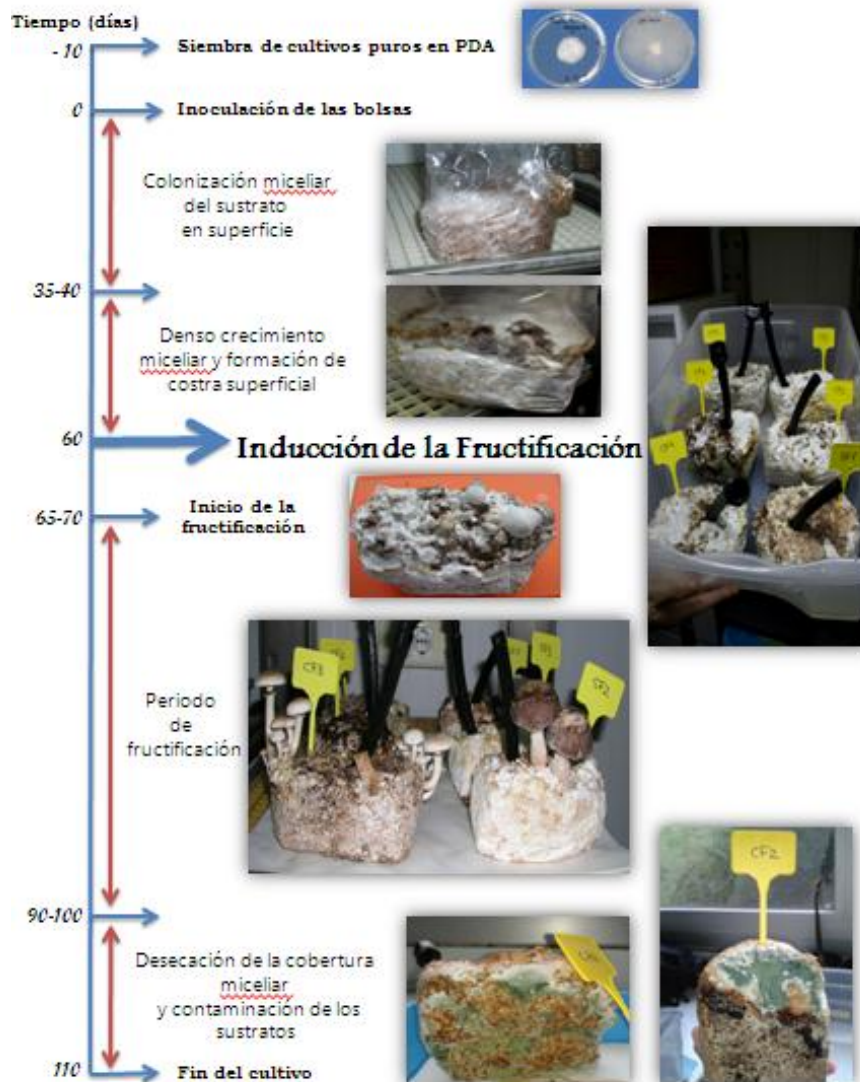 Tiempo (días)
- 10
Siembra de cultivos puros en PDA
0
Inoculación de las bolsas
Colonización miceliar
del sustrato
en superficie
35-40
Denso crecimiento
miceliar y formación de
costra superficial
60
Inducción de la Fructificación
65-70
Inicio de la
fructificación
CF3
CF2
Periodo
de
fructificación
90-100
CF2
Desecación de la cobertura
miceliar
y contaminación de los
sustratos
110
Fin del cultivo